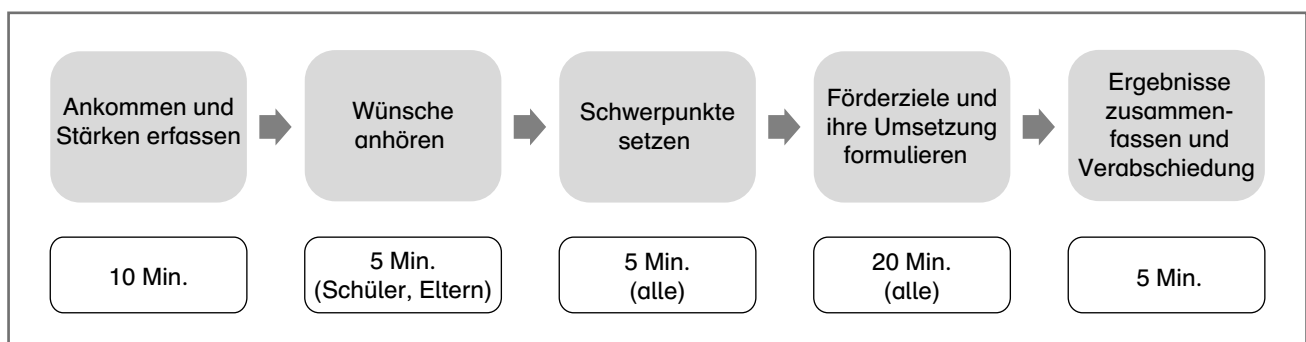 Ankommen und
Stärken erfassen
Wünsche
anhören
Schwerpunkte
setzen
Förderziele und
ihre Umsetzung
formulieren
Ergebnisse
zusammen-
fassen und
Verabschiedung
10 Min.
5 Min.
(Schüler, Eltern)
5 Min.
(alle)
20 Min.
(alle)
5 Min.